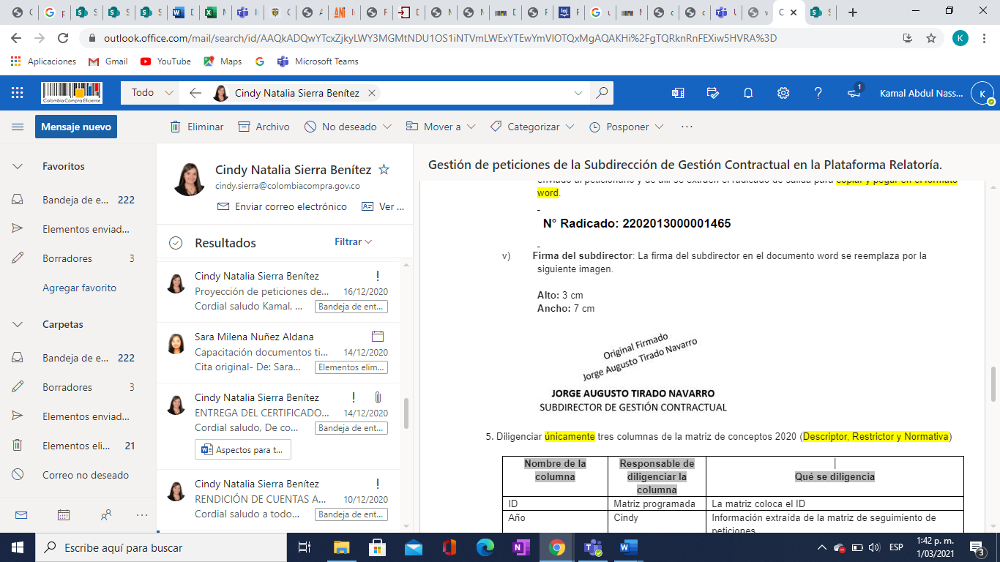 outlook.office.com/mail/search/id/AAQkADQwYTcxZjkyLWY3MGMtNDU1OS1iNTVmLWExYTEwYmVlOTQxMgAQAKHi%2FgTQRknRnFEXiw5HVRA%3D
K
Aplicaciones
Gmail
YouTube
Maps
Microsoft Teams
Colombia Compra Eficiente
Todo
Cindy Natalia Sierra Benítez
1
Kamal Abdul Nass...
K
Mensaje nuevo
Eliminar
Archivo
No deseado
Mover a
Categorizar
Posponer
Favoritos
Bandeja de e... 222
Elementos enviad...
Borradores 3
Agregar favorito
Carpetas
Bandeja de e... 222
Borradores 3
Elementos enviad...
Elementos eli... 21
Correo no deseado
Cindy Natalia Sierra Benítez
cindy.sierra@colombiacompra.gov.co
Enviar correo electrónico
Ver ...
Resultados
Filtrar
Cindy Natalia Sierra Benítez
Proyección de peticiones de... 16/12/2020
Cordial saludo Kamal, ... Bandeja de ent...
Sara Milena Nuñez Aldana
Capacitación documentos ti... 14/12/2020
Cita original- De: Sara... Elementos elim...
Cindy Natalia Sierra Benítez
ENTREGA DEL CERTIFICADO... 14/12/2020
Cordial saludo, De co... Bandeja de ent...
Aspectos para t...
Cindy Natalia Sierra Benítez
RENDICIÓN DE CUENTAS A... 10/12/2020
Cordial saludo a todo... Bandeja de ent...
Gestión de peticiones de la Subdirección de Gestión Contractual en la Plataforma Relatoría.
enviado al peticionario y de allí se extraen el radicado de salida para copiar y pegar en el formato
word.
N° Radicado: 2202013000001465
v) Firma del subdirector: La firma del subdirector en el documento word se reemplaza por la
siguiente imagen.
Alto: 3 cm
Ancho: 7 cm
Original Firmado
Jorge Augusto Tirado Navarro
JORGE AUGUSTO TIRADO NAVARRO
SUBDIRECTOR DE GESTIÓN CONTRACTUAL
5. Diligenciar únicamente tres columnas de la matriz de conceptos 2020 (Descriptor, Restrictor y Normativa)
Nombre de la columna
Responsable de diligenciar la columna
Qué se diligencia
ID Matriz programada La matriz coloca el ID
Año Cindy Información extraída de la matriz de seguimiento de
peticiones
Escribe aquí para buscar
ESP
1:42 p. m.
1/03/2021
3